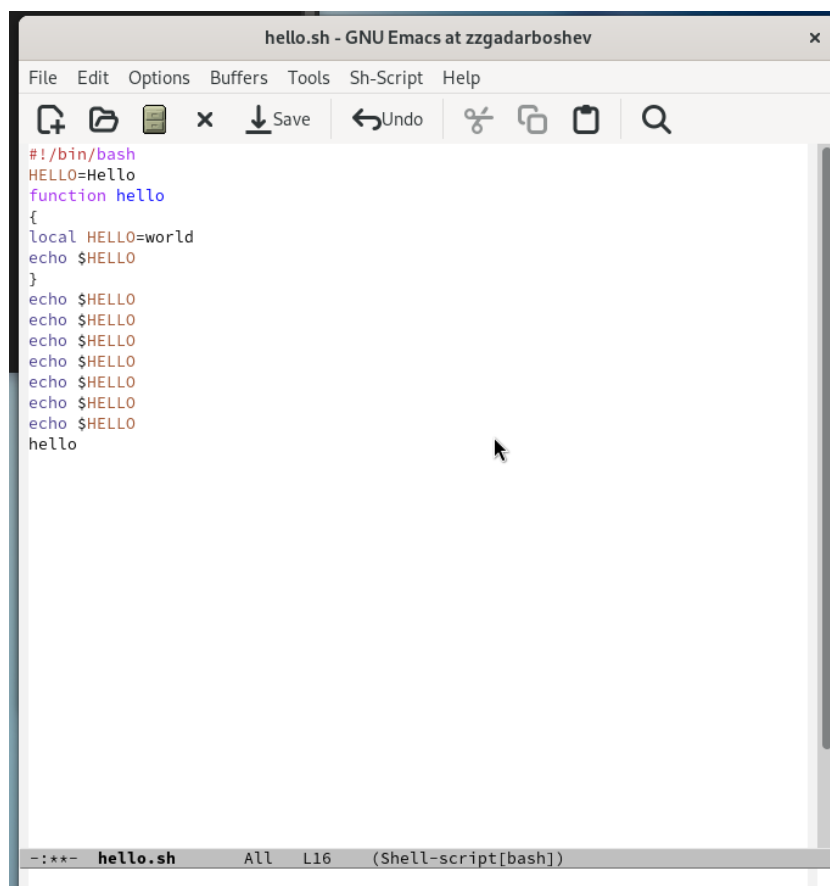 hello.sh - GNU Emacs at zzgadarboshev ×
File Edit Options Buffers Tools Sh-Script Help
Save Undo
#!/bin/bash
HELLO=Hello
function hello
{
local HELLO=world
echo $HELLO
}
echo $HELLO
echo $HELLO
echo $HELLO
echo $HELLO
echo $HELLO
echo $HELLO
echo $HELLO
hello
-:**- hello.sh All L16 (Shell-script[bash])